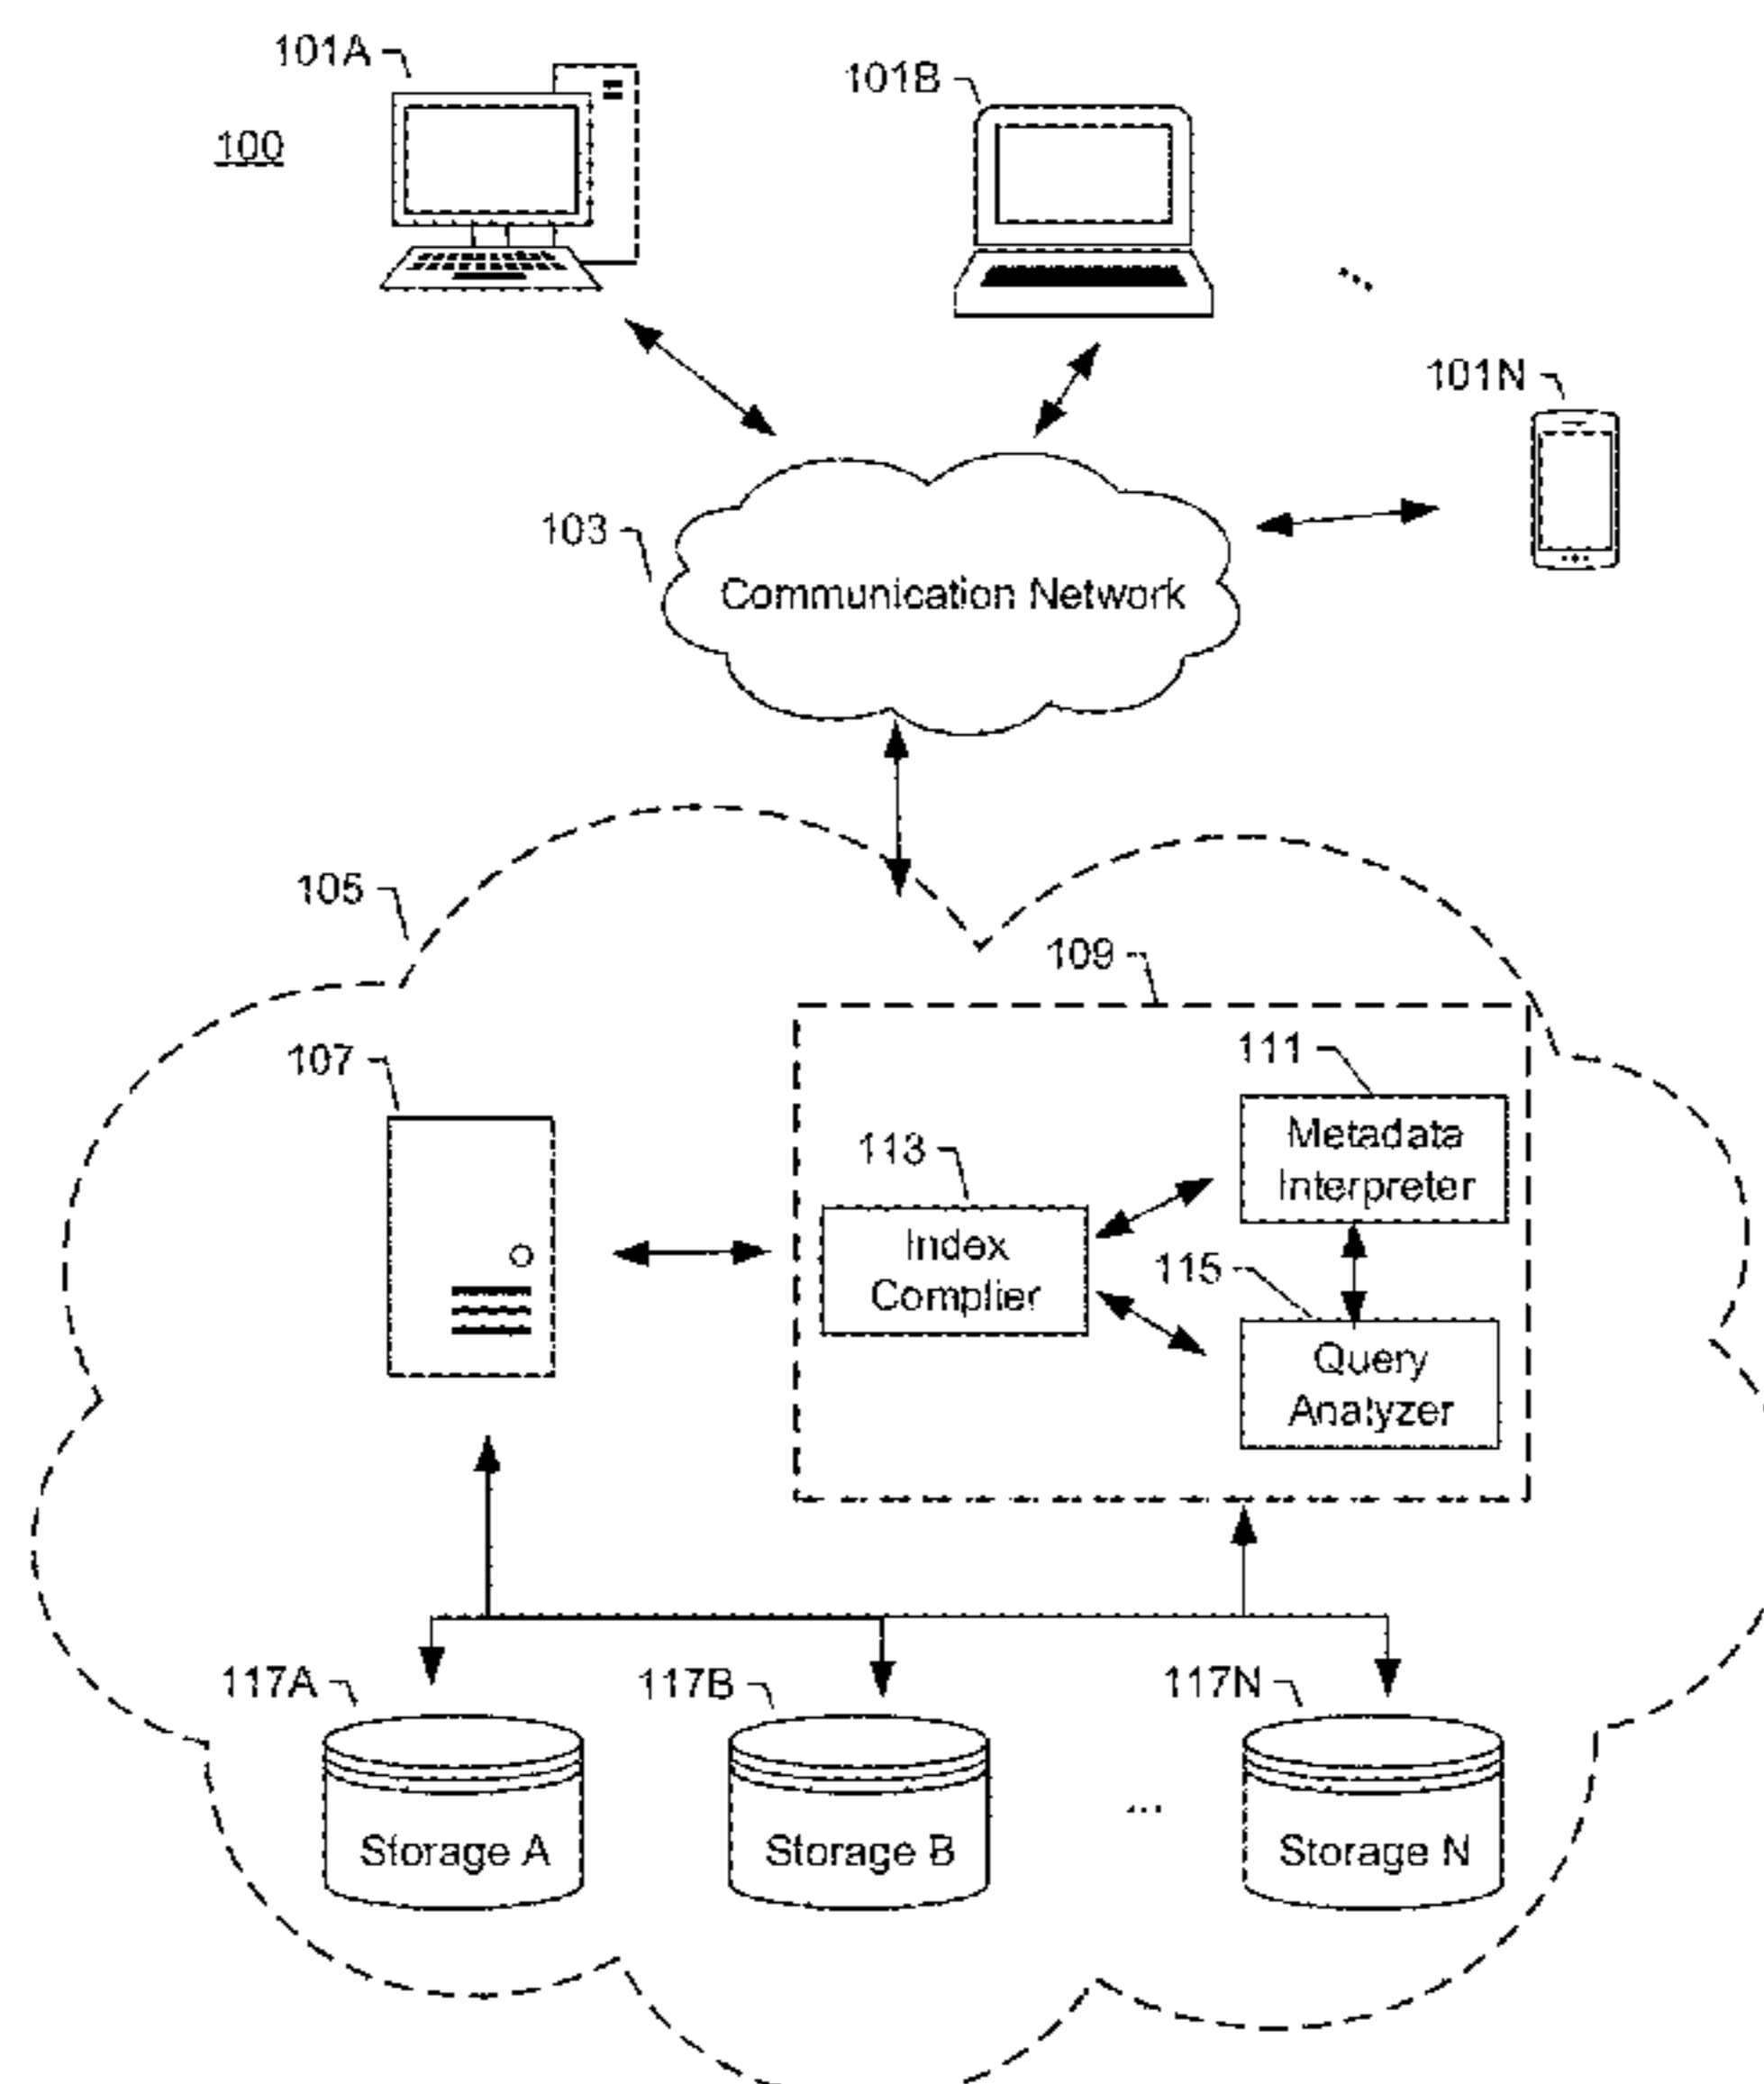 101A
101B
100
101N
103
Communication Network
105
109
107
111
Metadata
Interpreter
113
Index
Complier
115
Query
Analyzer
117A
117B
117N
...
Storage A
Storage B
Storage N